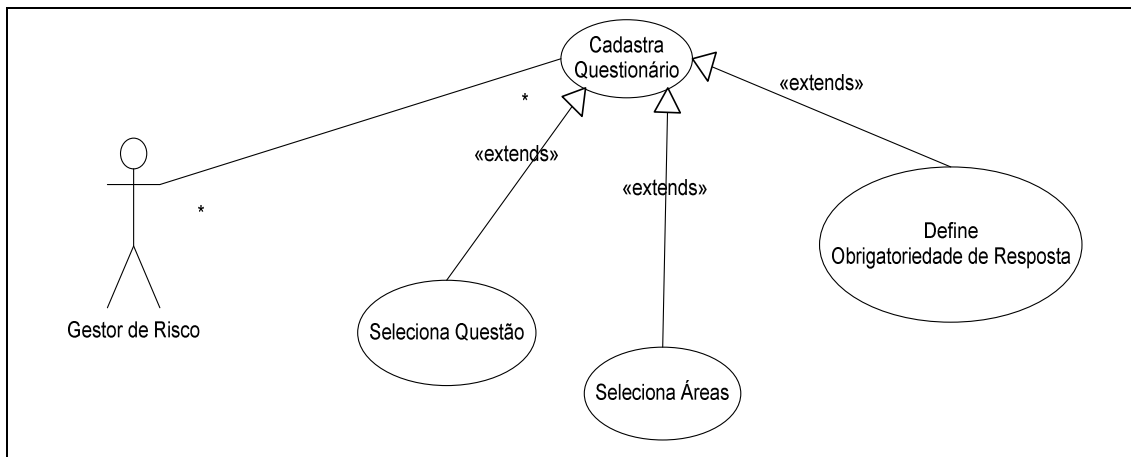 Cadastra
Questionário
«extends»
*
«extends»
«extends»
*
Define
Obrigatoriedade de Resposta
Gestor de Risco
Seleciona Questão
Seleciona Áreas